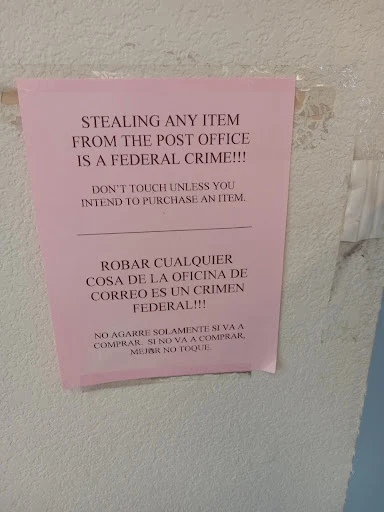 STEALING ANY ITEM
FROM THE POST OFFICE
IS A FEDERAL CRIME!!!
DON'T TOUCH UNLESS YOU
INTEND TO PURCHASE AN ITEM.
ROBAR CUALQUIER
COSA DE LA OFICINA DE
CORREO ES UN CRIMEN
FEDERAL!!!
NO AGARRE SOLAMENTE SI VA A
COMPRAR. SI NO VA A COMPRAR,
MEJOR NO TOQUE.